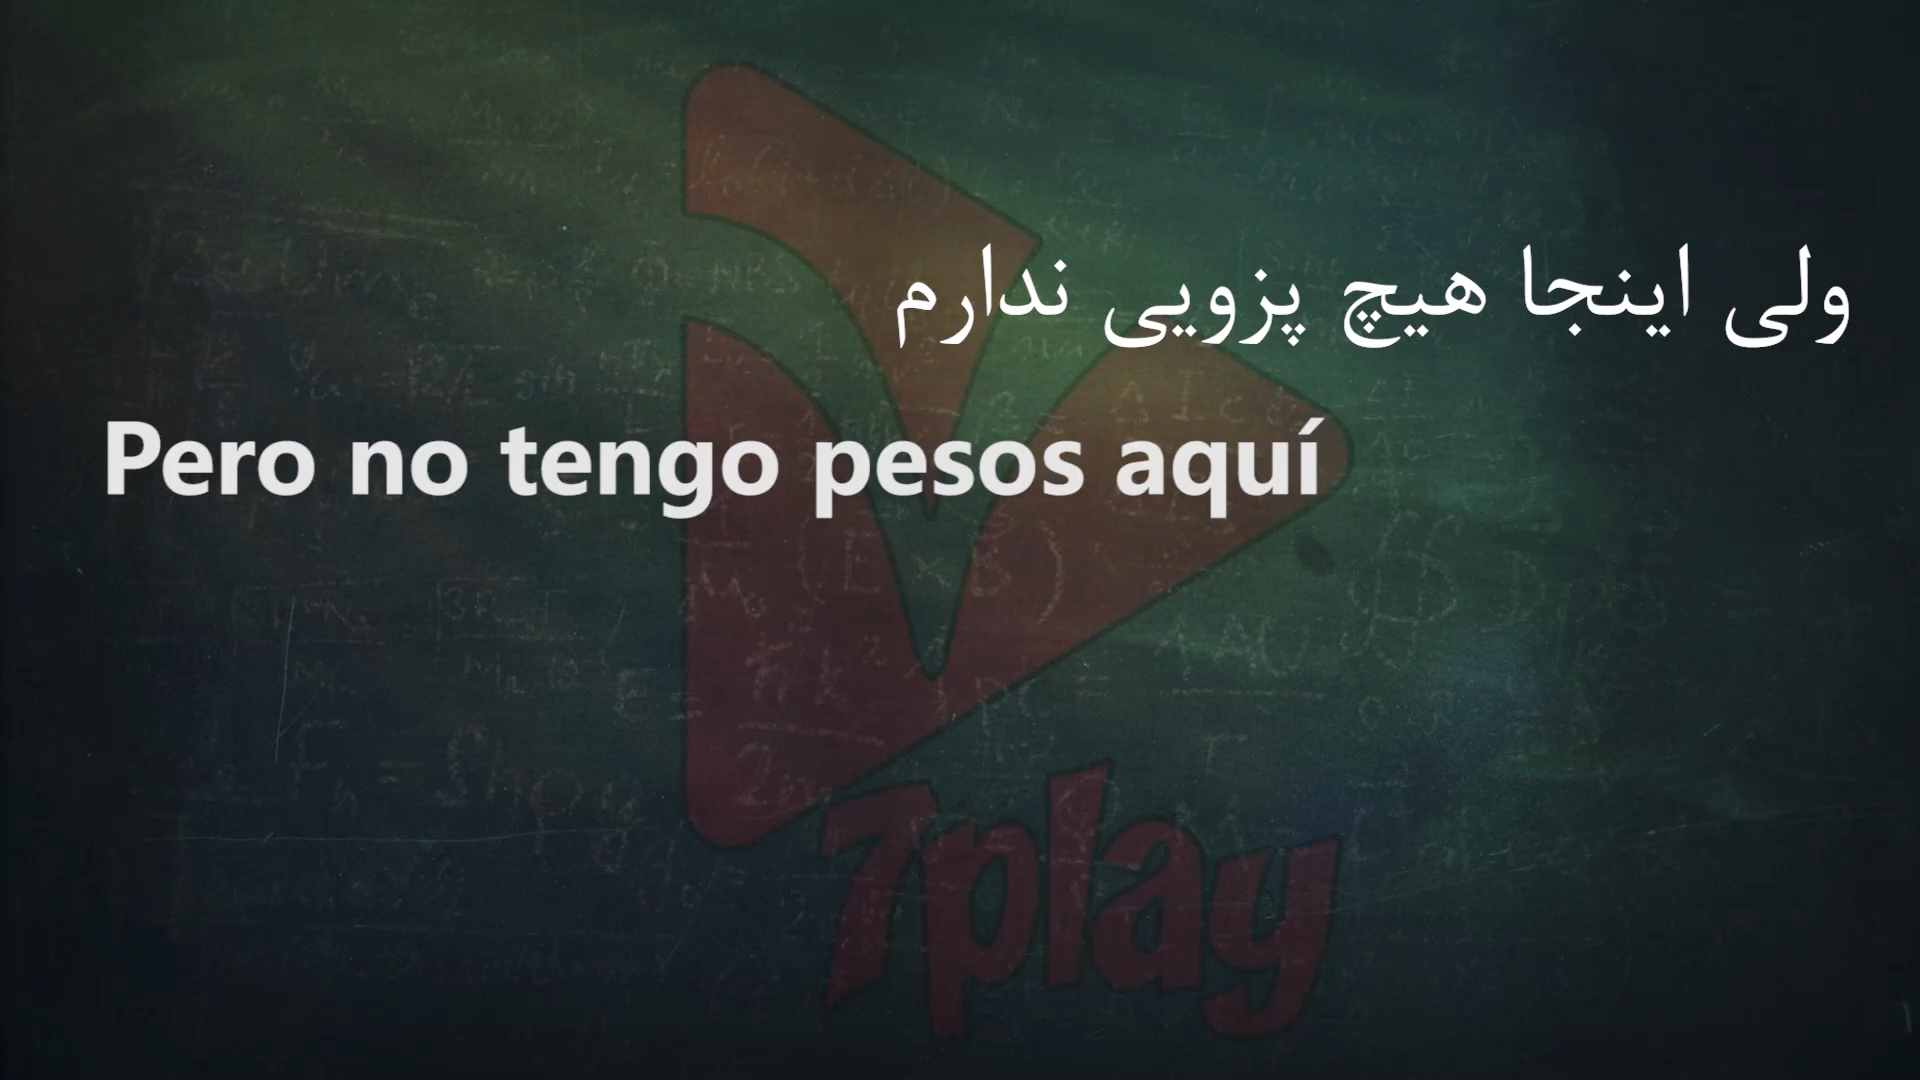 ولی اینجا هیچ پزویی ندارم
Pero no tengo pesos aquí
7play